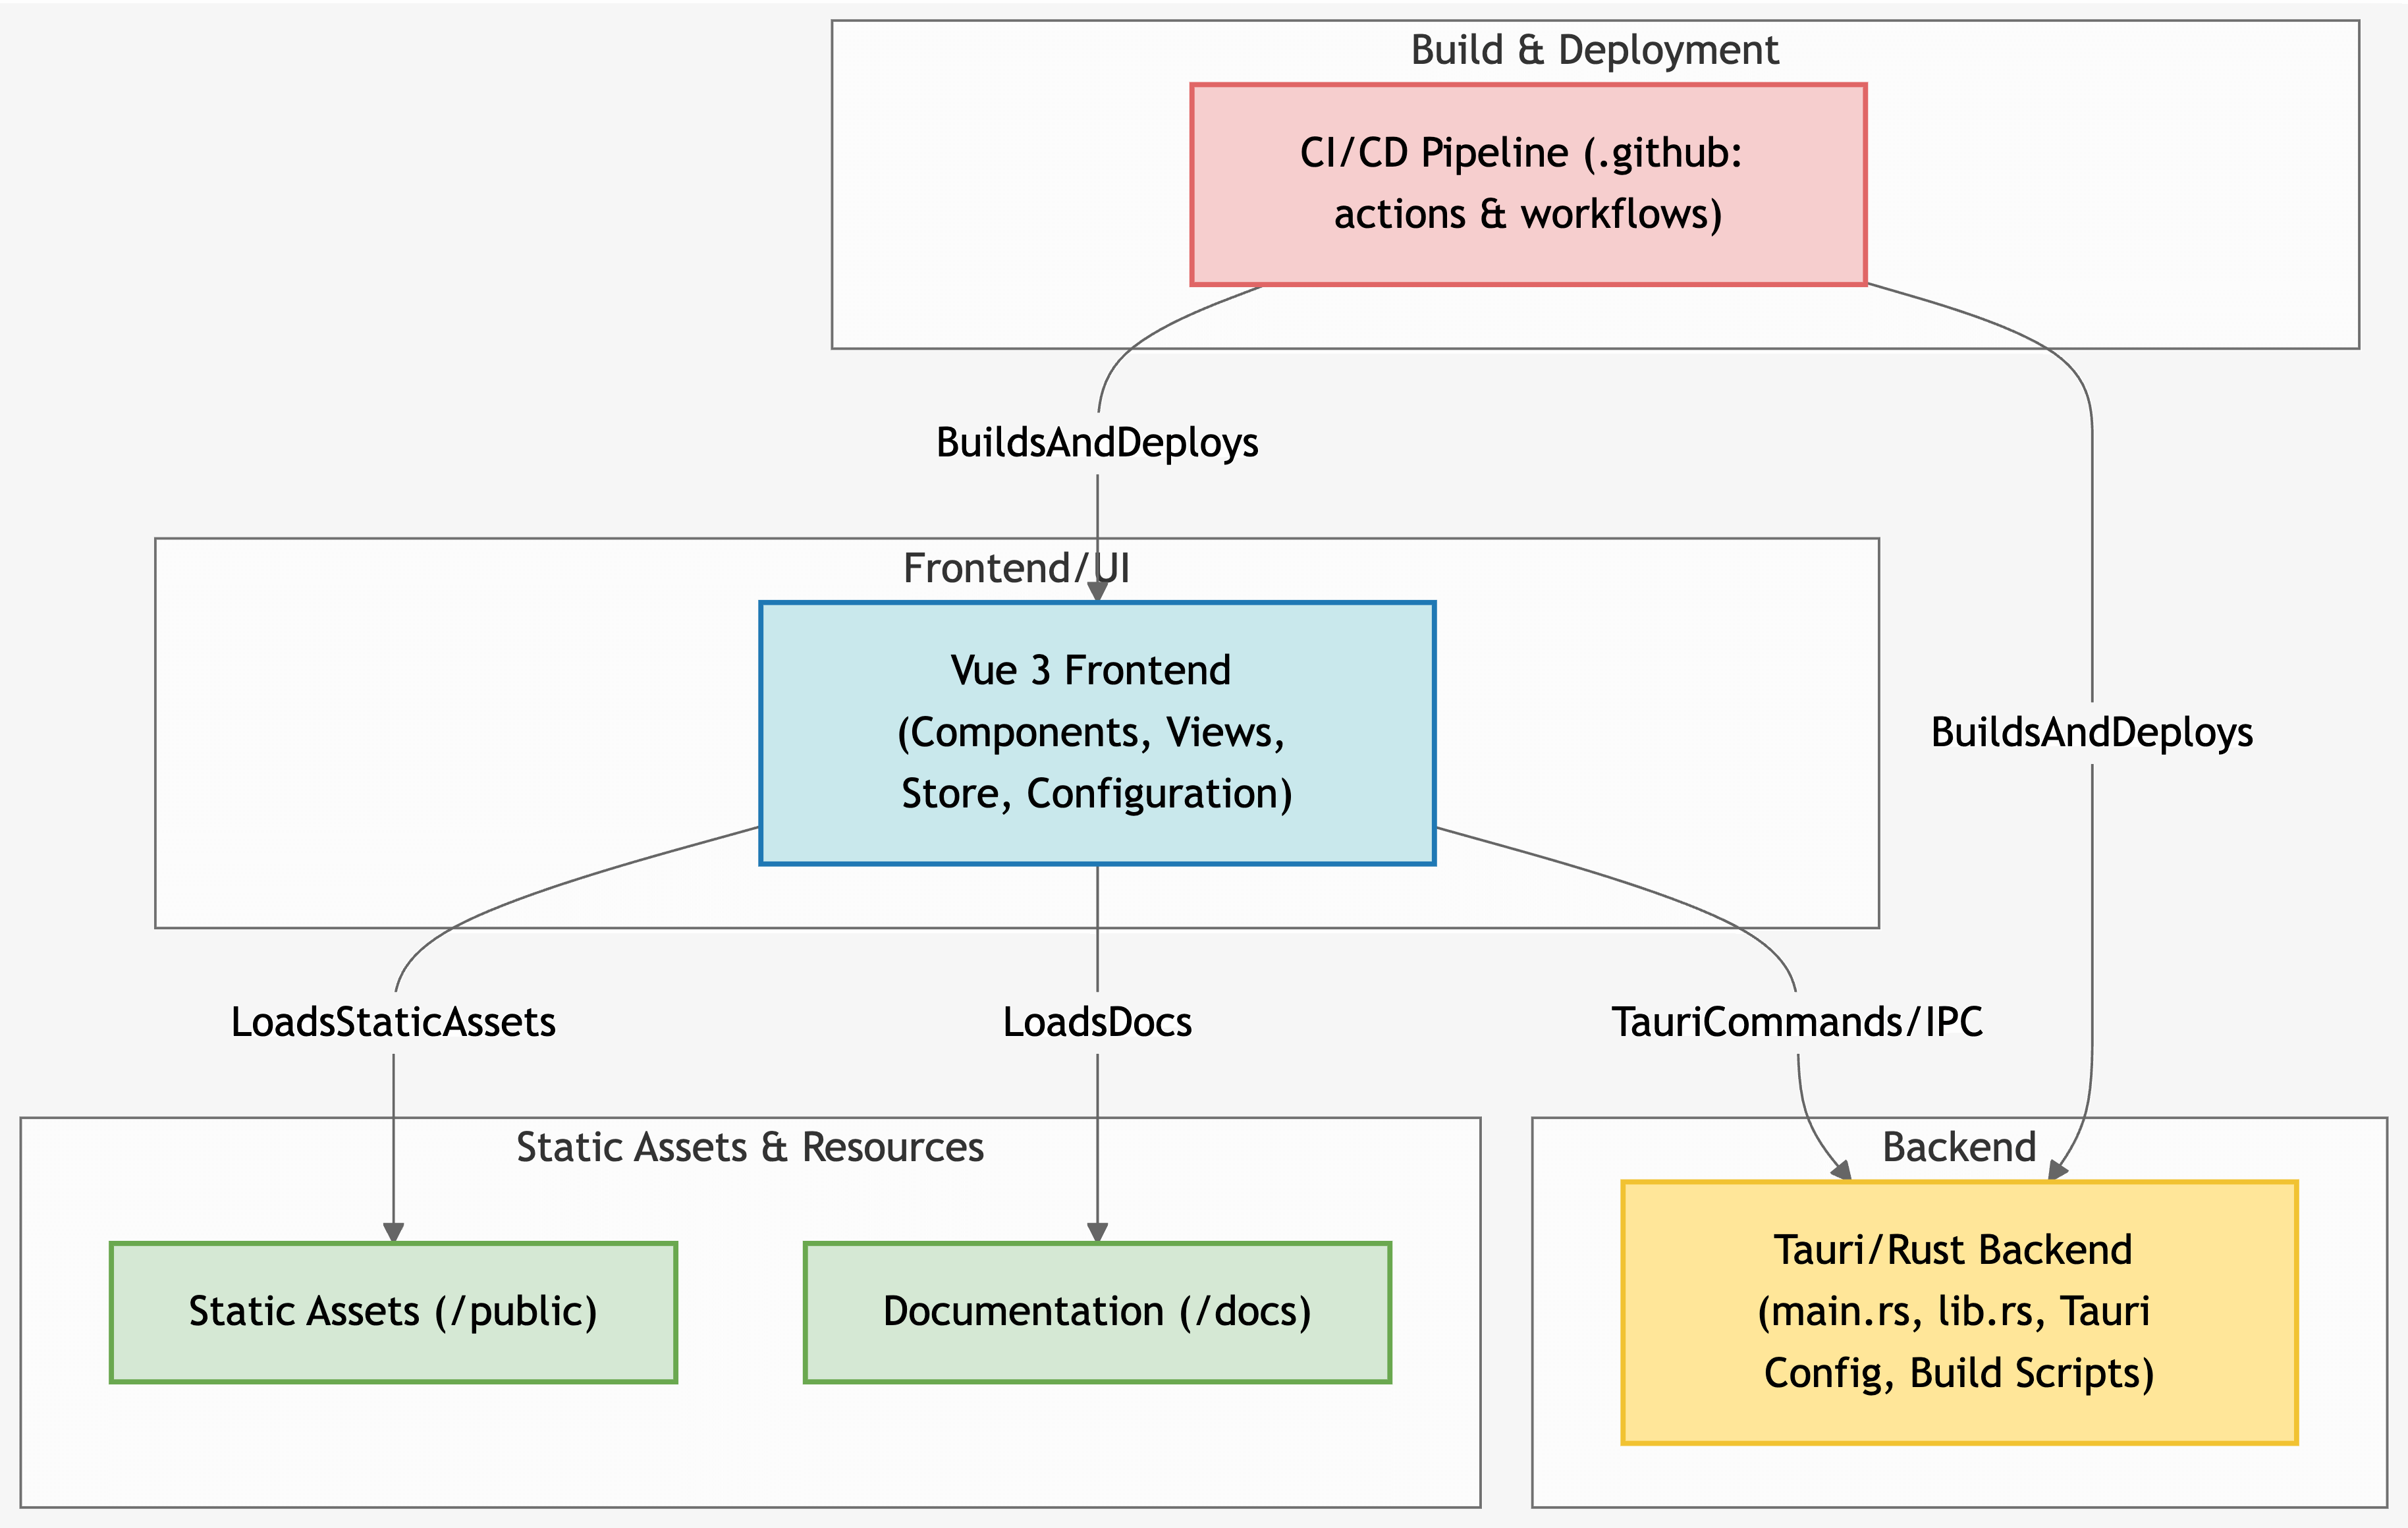 Build & Deployment
CI/CD Pipeline (.github:
actions & workflows)
BuildsAndDeploys
Frontend/UI
Vue 3 Frontend
(Components, Views,
Store, Configuration)
BuildsAndDeploys
LoadsStaticAssets
LoadsDocs
TauriCommands/IPC
Static Assets & Resources
Static Assets (/public)
Documentation (/docs)
Backend
Tauri/Rust Backend
(main.rs, lib.rs, Tauri
Config, Build Scripts)